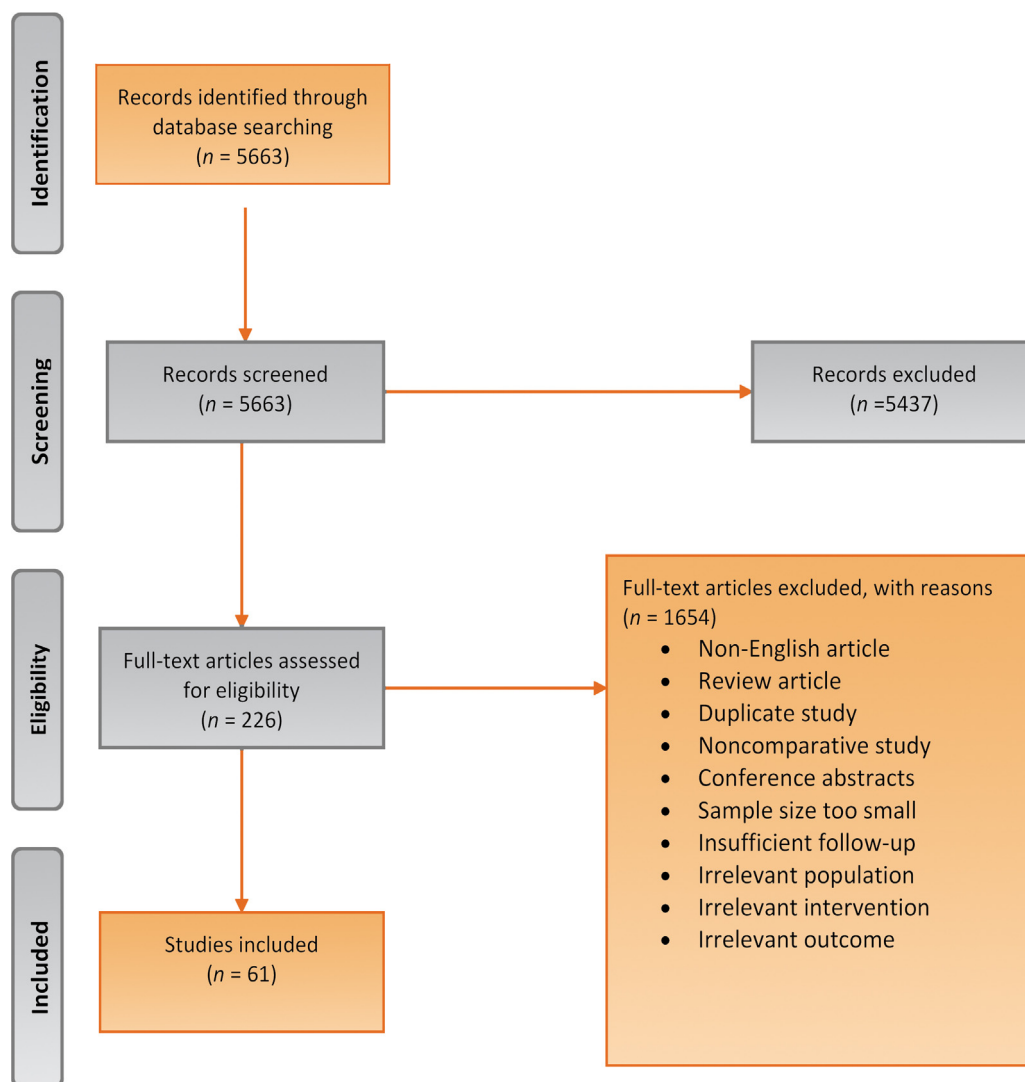 Identification
Records identified through
database searching
(n = 5663)
Screening
Records screened
(n = 5663)
Records excluded
(n =5437)
Eligibility
Full-text articles assessed
for eligibility
(n = 226)
Full-text articles excluded, with reasons
(n = 1654)
• Non-English article
• Review article
• Duplicate study
• Noncomparative study
• Conference abstracts
• Sample size too small
• Insufficient follow-up
• Irrelevant population
• Irrelevant intervention
• Irrelevant outcome
Included
Studies included
(n = 61)